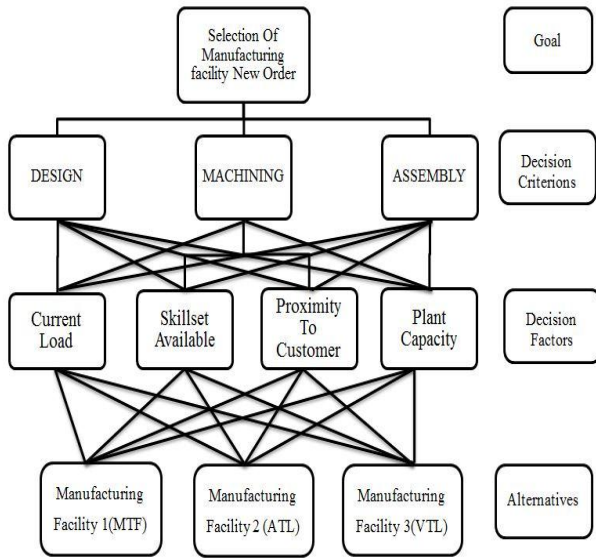 Selection Of
Manufacturing
facility New Order
Goal
DESIGN
MACHINING
ASSEMBLY
Decision
Criterions
Current
Load
Skillset
Available
Proximity
To
Customer
Plant
Capacity
Decision
Factors
Manufacturing
Facility 1(MTF)
Manufacturing
Facility 2 (ATL)
Manufacturing
Facility 3(VTL)
Alternatives